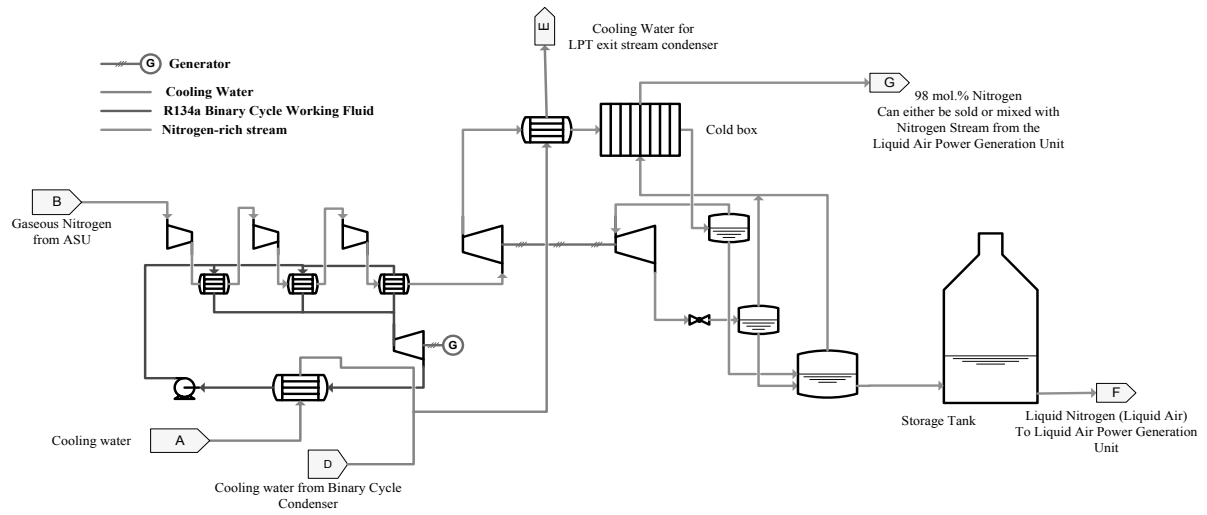 E
Cooling Water for
LPT exit stream condenser
G
Generator
Cooling Water
R134a Binary Cycle Working Fluid
Nitrogen-rich stream
G
98 mol.% Nitrogen
Can either be sold or mixed with
Nitrogen Stream from the
Liquid Air Power Generation Unit
Cold box
B
Gaseous Nitrogen
from ASU
G
Cooling water
A
D
Cooling water from Binary Cycle
Condenser
Storage Tank
F
Liquid Nitrogen (Liquid Air)
To Liquid Air Power Generation
Unit